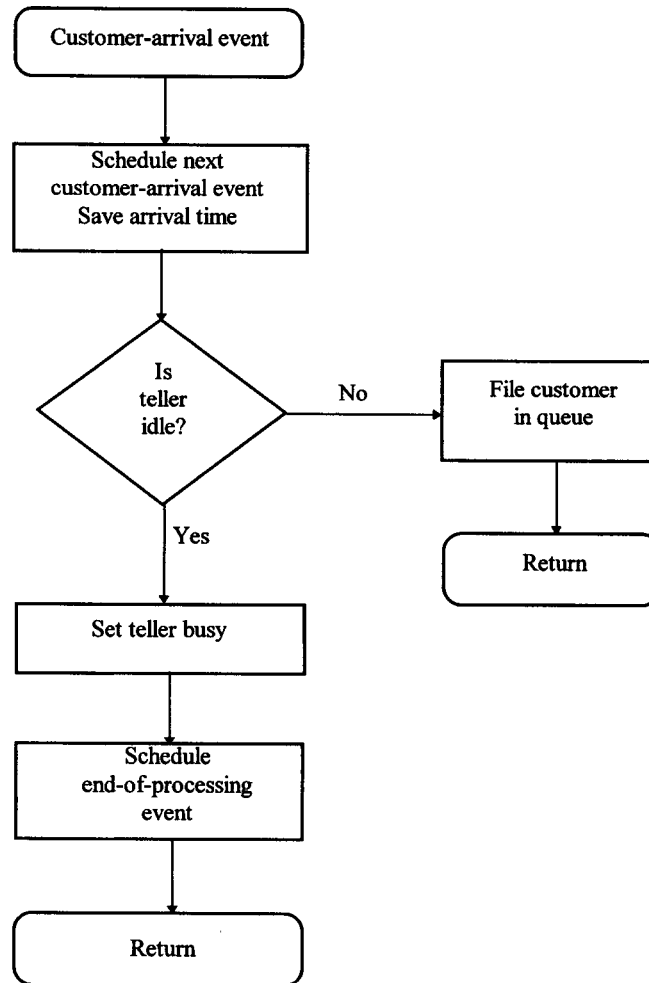 Customer-arrival event
Schedule next
customer-arrival event
Save arrival time
Is
teller
idle?
No
File customer
in queue
Return
Yes
Set teller busy
Schedule
end-of-processing
event
Return